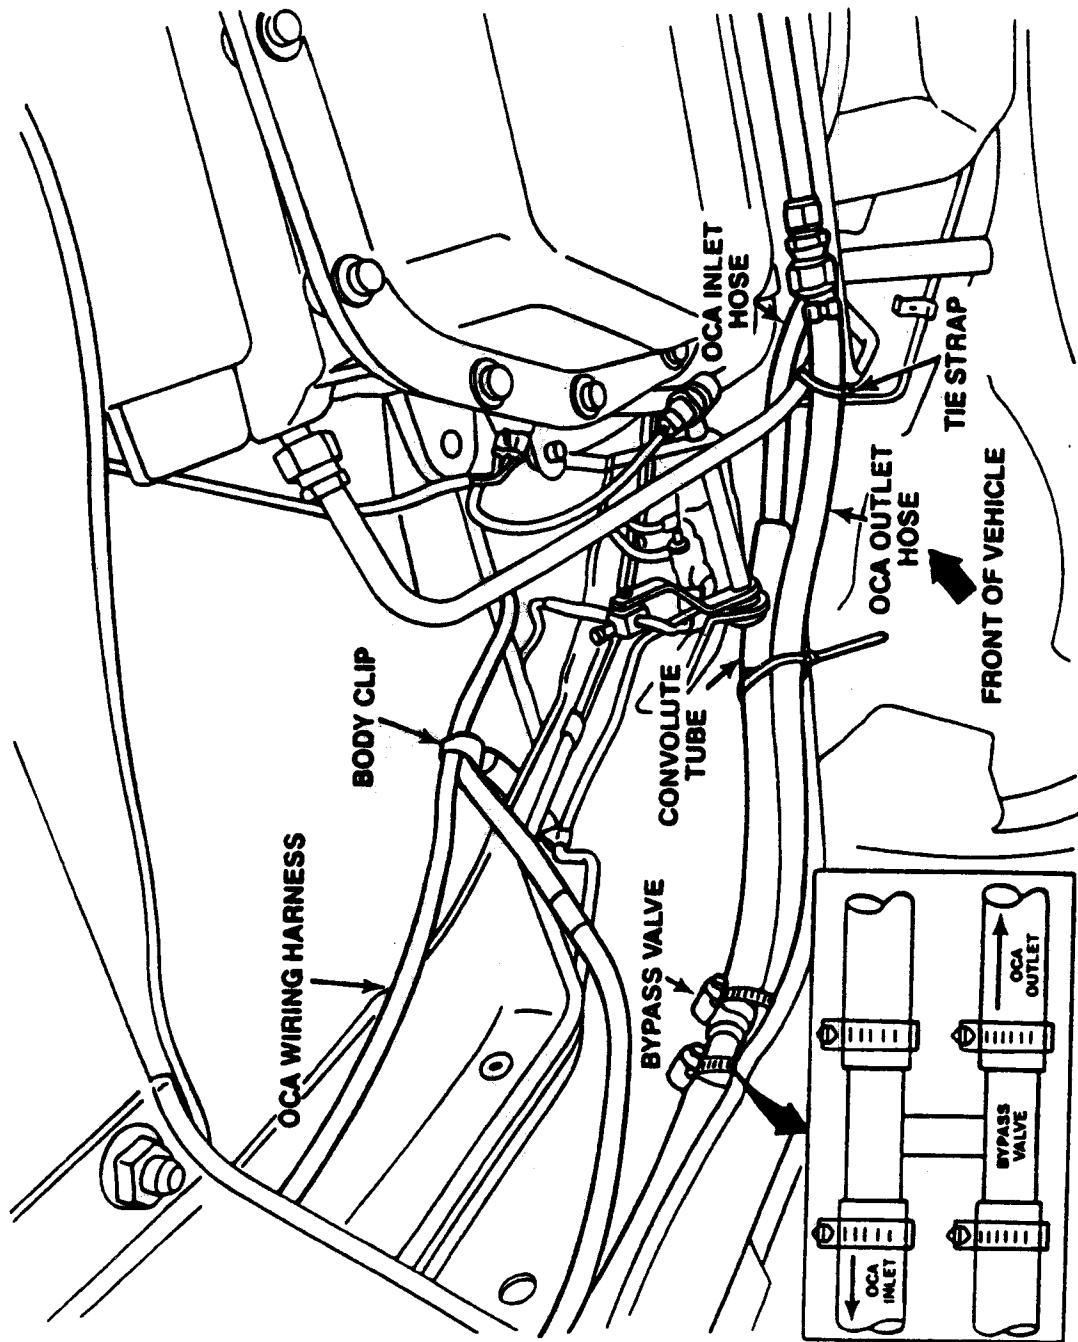 OCA WIRING HARNESS
BODY CLIP
OCA INLET
HOSE
BYPASS VALVE
CONVOLUTE
TUBE
OCA OUTLET
HOSE
TIE STRAP
FRONT OF VEHICLE
OCA
INLET
BYPASS
VALVE
OCA
OUTLET